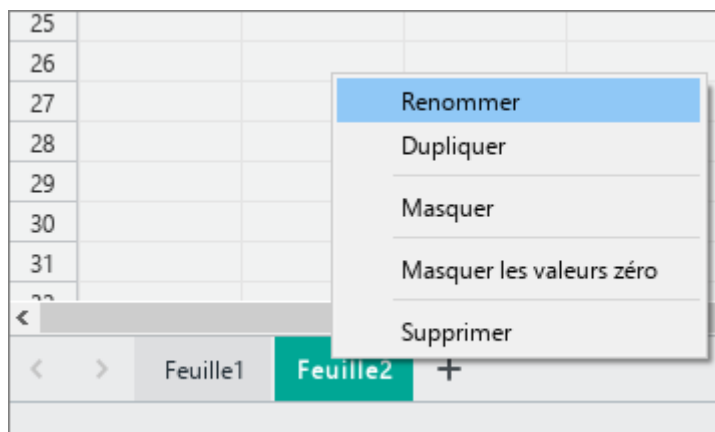 25
26
27
28
29
30
31
Renommer
Dupliquer
Masquer
Masquer les valeurs zéro
Supprimer
Feuille1 Feuille2 +